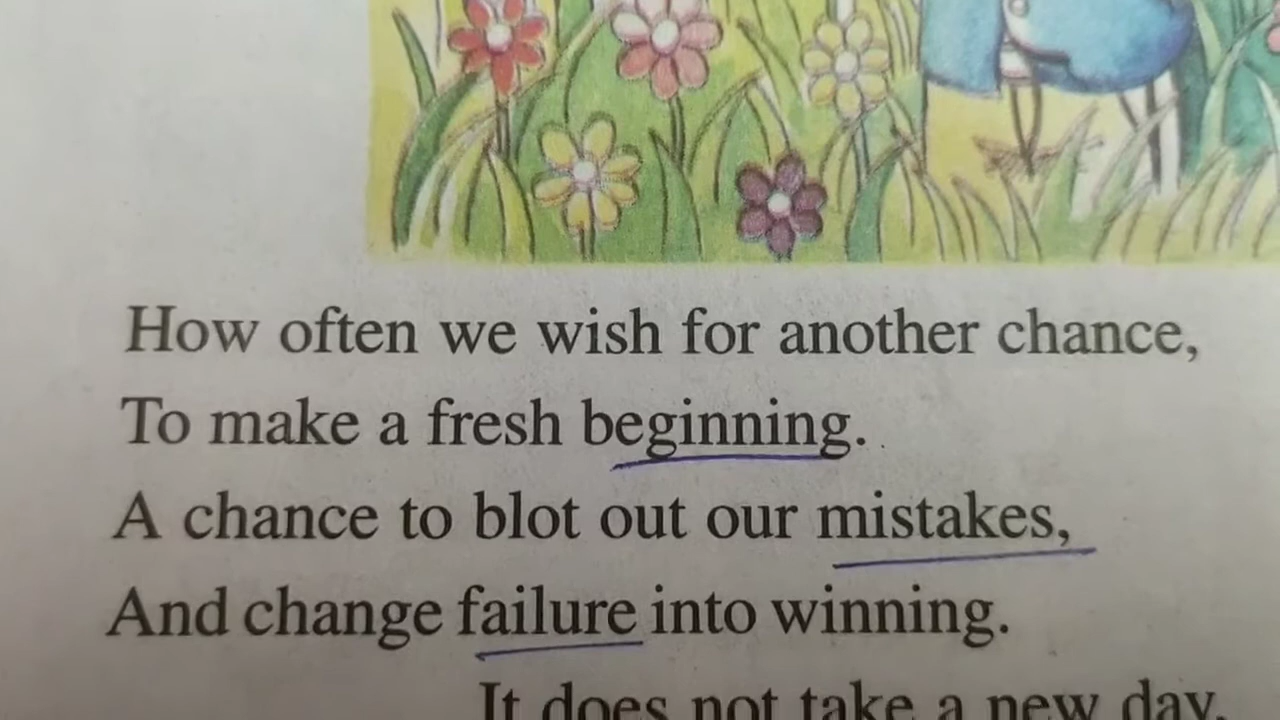 How often we wish for another chance,
To make a fresh beginning.
A chance to blot out our mistakes,
And change failure into winning.
It does not take a new day,